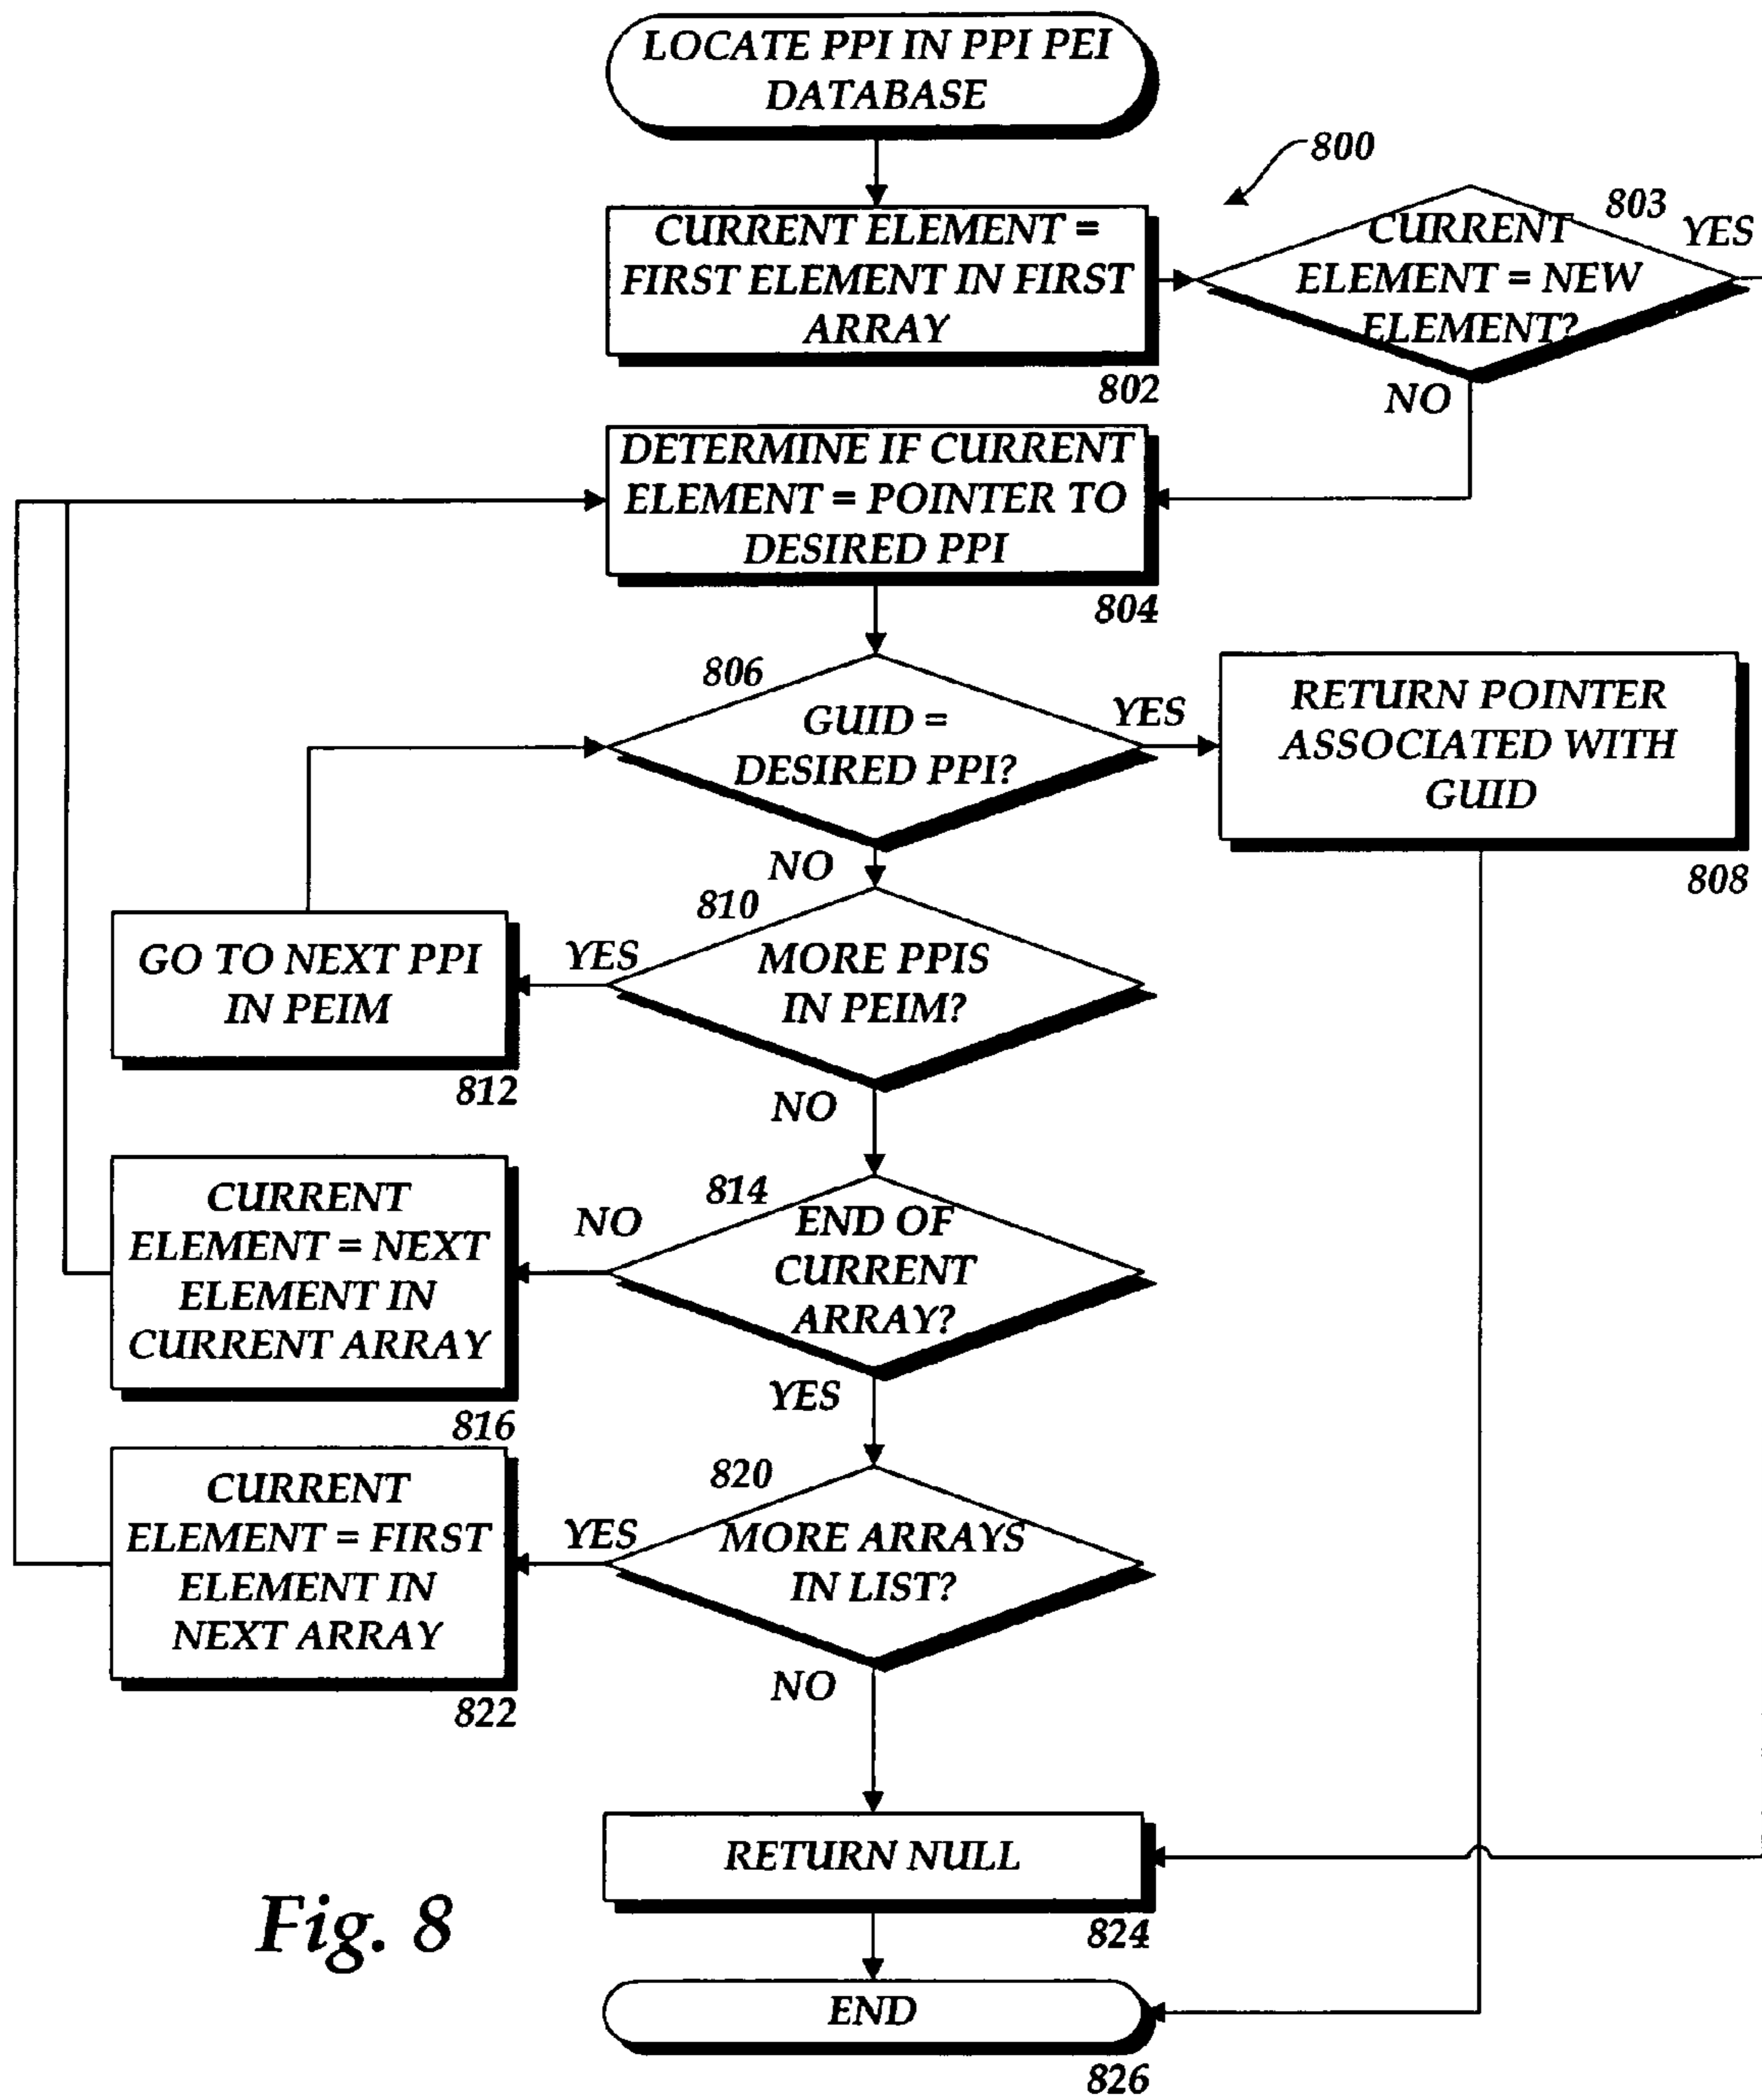 LOCATE PPI IN PPI PEI
DATABASE
800
CURRENT ELEMENT =
FIRST ELEMENT IN FIRST
ARRAY
802
803
CURRENT
ELEMENT = NEW
ELEMENT?
YES
NO
DETERMINE IF CURRENT
ELEMENT = POINTER TO
DESIRED PPI
804
806
GUID =
DESIRED PPI?
YES
RETURN POINTER
ASSOCIATED WITH
GUID
808
NO
810
MORE PPIS
IN PEIM?
YES
GO TO NEXT PPI
IN PEIM
812
NO
814
END OF
CURRENT
ARRAY?
NO
CURRENT
ELEMENT = NEXT
ELEMENT IN
CURRENT ARRAY
816
YES
820
MORE ARRAYS
IN LIST?
YES
CURRENT
ELEMENT = FIRST
ELEMENT IN
NEXT ARRAY
822
NO
RETURN NULL
824
END
826
Fig. 8